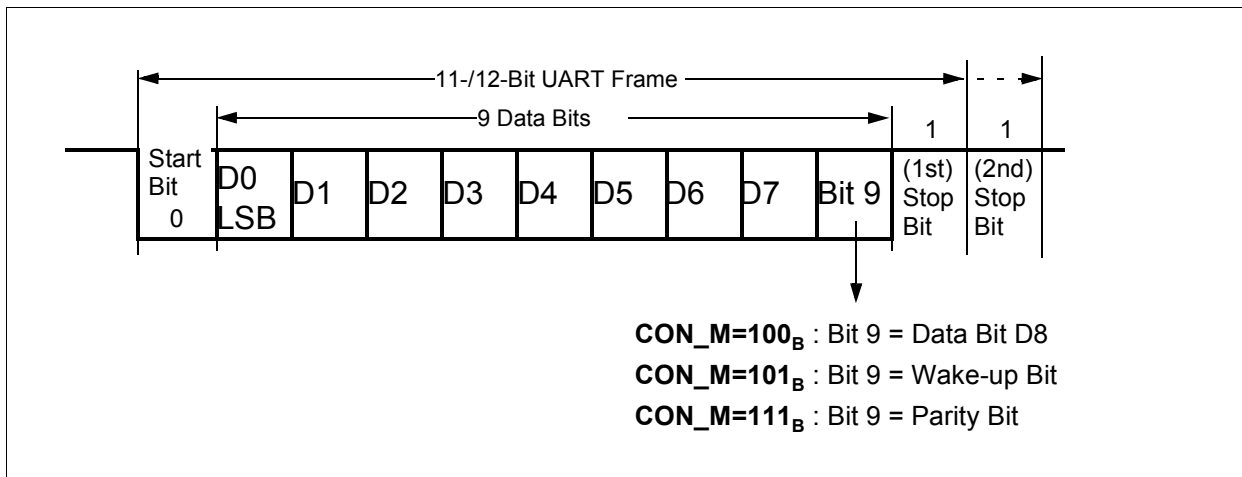 11-/12-Bit UART Frame
9 Data Bits
1 1
Start
Bit
0
D0
LSB
D1 D2 D3 D4 D5 D6 D7 Bit 9
(1st)
Stop
Bit
(2nd)
Stop
Bit
CON_M=100B : Bit 9 = Data Bit D8
CON_M=101B : Bit 9 = Wake-up Bit
CON_M=111B : Bit 9 = Parity Bit